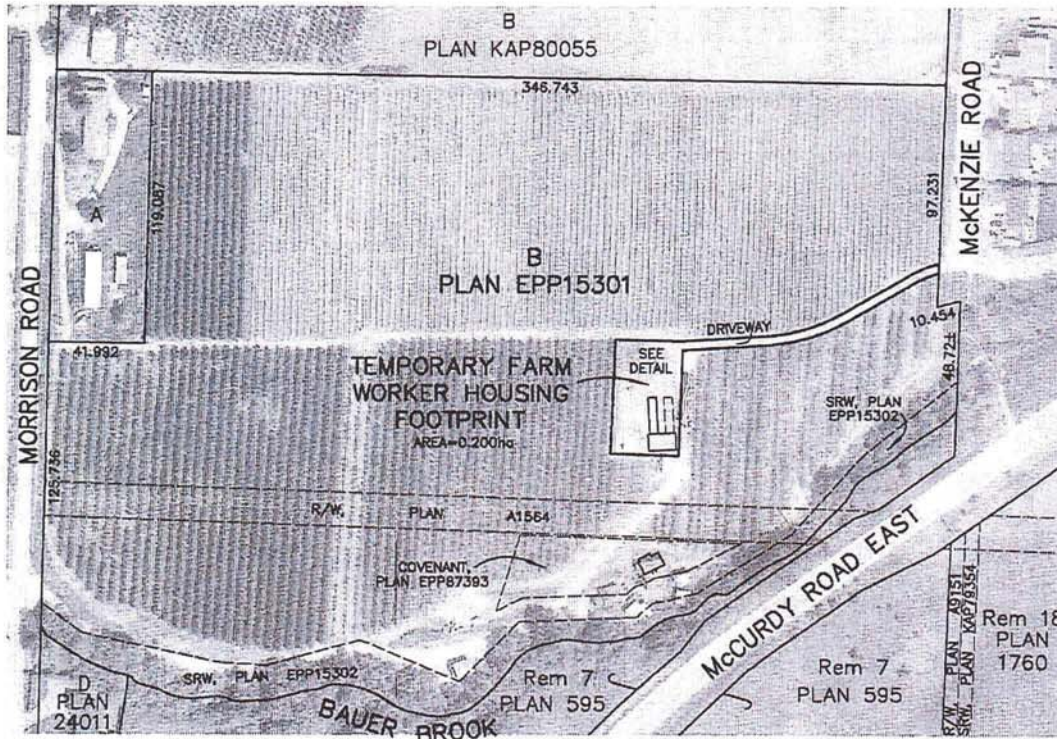 B
PLAN KAP80055
346.743
McKENZIE ROAD
119.087
97.231
A
B
PLAN EPP15301
MORRISON ROAD
DRIVEWAY
10.454
41.992
SEE
DETAIL
48.72±
TEMPORARY FARM
WORKER HOUSING
FOOTPRINT
AREA=0.200ha
SRW, PLAN
EPP15302
125.736
R/W, PLAN A1564
COVENANT,
PLAN EPP87393
McCURDY ROAD EAST
R/W, PLAN A9151
SRW, PLAN KAP79354
Rem 18
PLAN
1760
SRW, PLAN EPP15302
Rem 7
PLAN 595
Rem 7
PLAN 595
D
PLAN
24011
BAUER BROOK